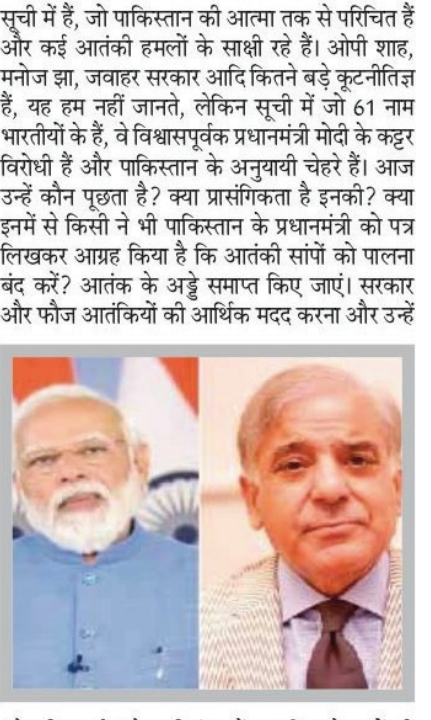 सूची में हैं, जो पाकिस्तान की आत्मा तक से परिचित हैं
और कई आतंकी हमलों के साक्षी रहे हैं। ओपी शाह,
मनोज झा, जवाहर सरकार आदि कितने बड़े कूटनीतिज्ञ
हैं, यह हम नहीं जानते, लेकिन सूची में जो 61 नाम
भारतीयों के हैं, वे विश्वासपूर्वक प्रधानमंत्री मोदी के कट्टर
विरोधी हैं और पाकिस्तान के अनुयायी चेहरे हैं। आज
उन्हें कौन पूछता है? क्या प्रासंगिकता है इनकी? क्या
इनमें से किसी ने भी पाकिस्तान के प्रधानमंत्री को पत्र
लिखकर आग्रह किया है कि आतंकी सांपों को पालना
बंद करें? आतंक के अड्डे समाप्त किए जाएं। सरकार
और फौज आतंकियों की आर्थिक मदद करना और उन्हें